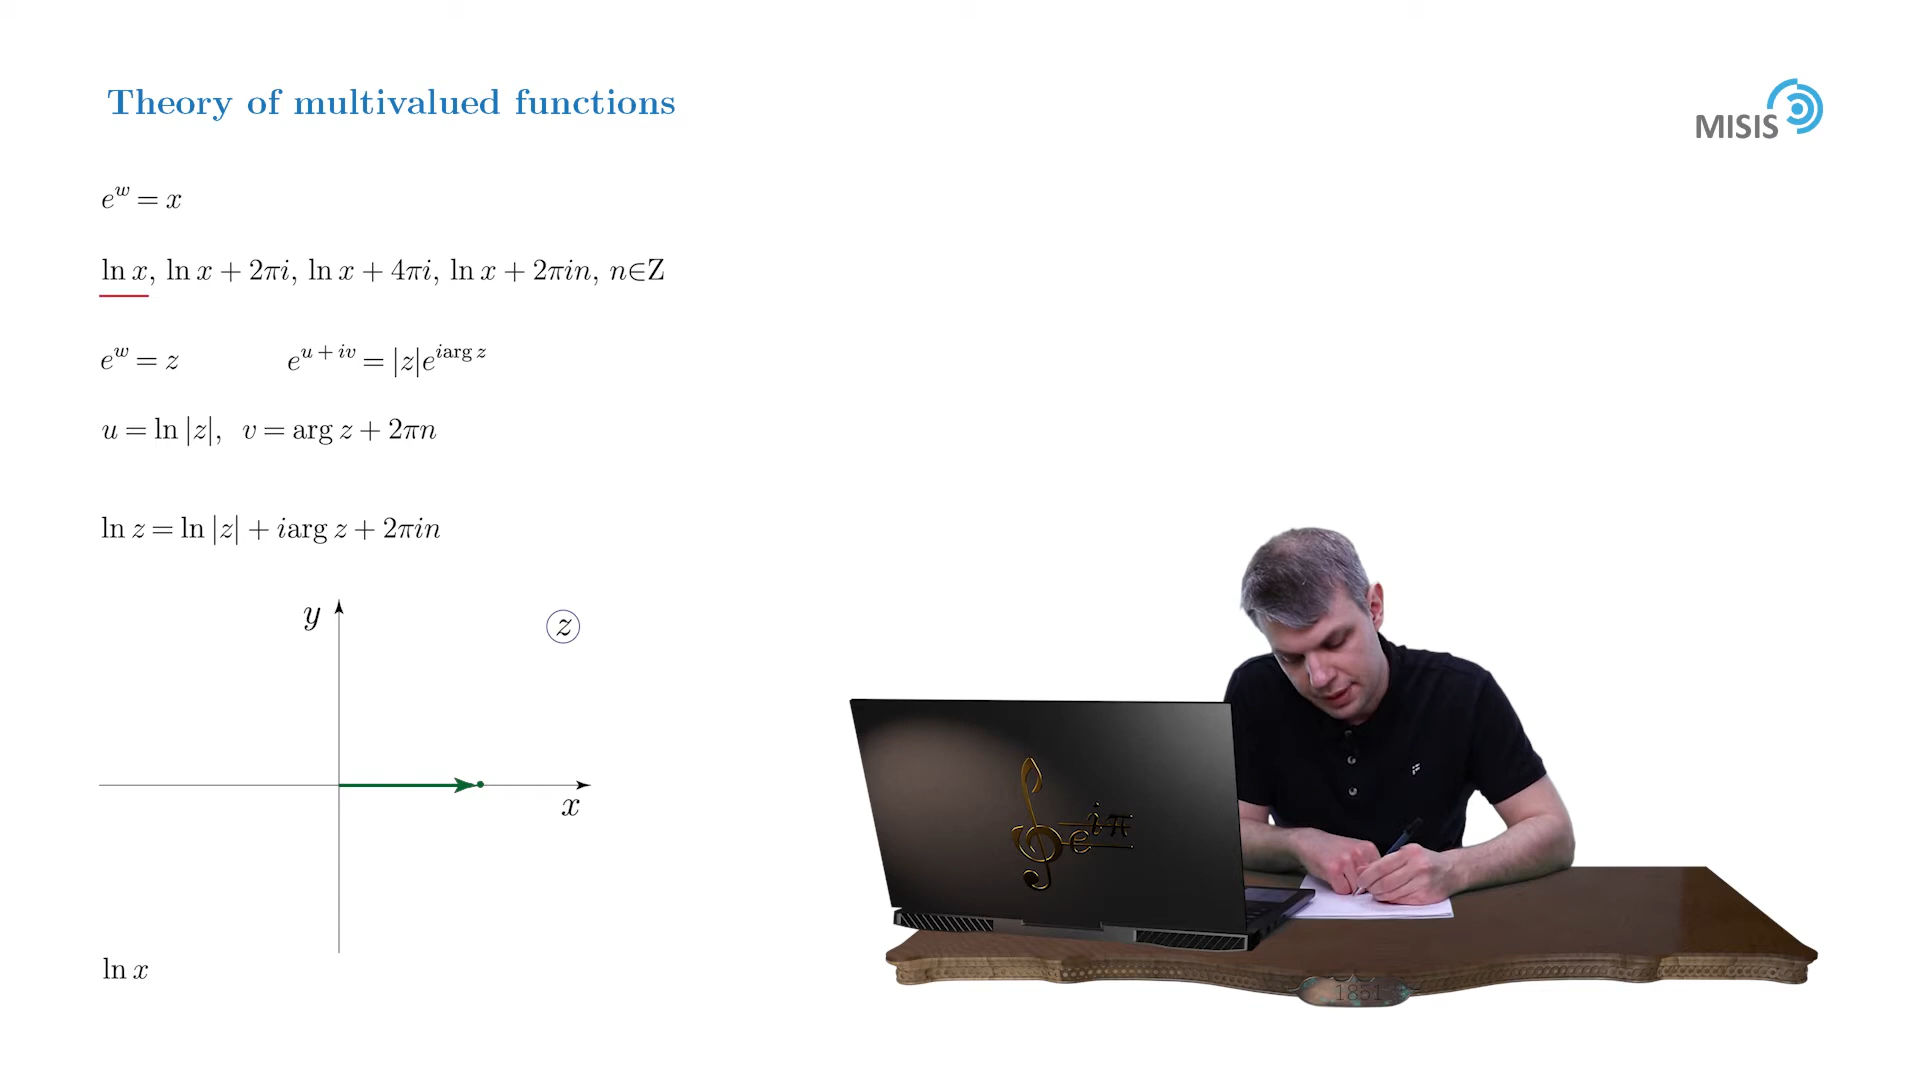 Theory of multivalued functions
MISIS
e^w = x
ln x, ln x + 2πi, ln x + 4πi, ln x + 2πin, n∈Z
e^w = z e^{u + iv} = |z|e^{iarg z}
u = ln |z|, v = arg z + 2πn
ln z = ln |z| + iarg z + 2πin
y
z
x
e^{iπ}
ln x
1851